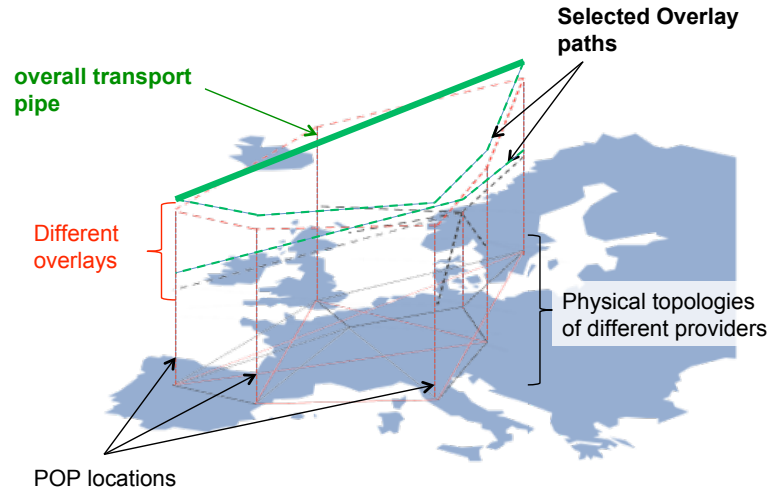 Selected Overlay
paths
overall transport
pipe
Different
overlays
Physical topologies
of different providers
POP locations